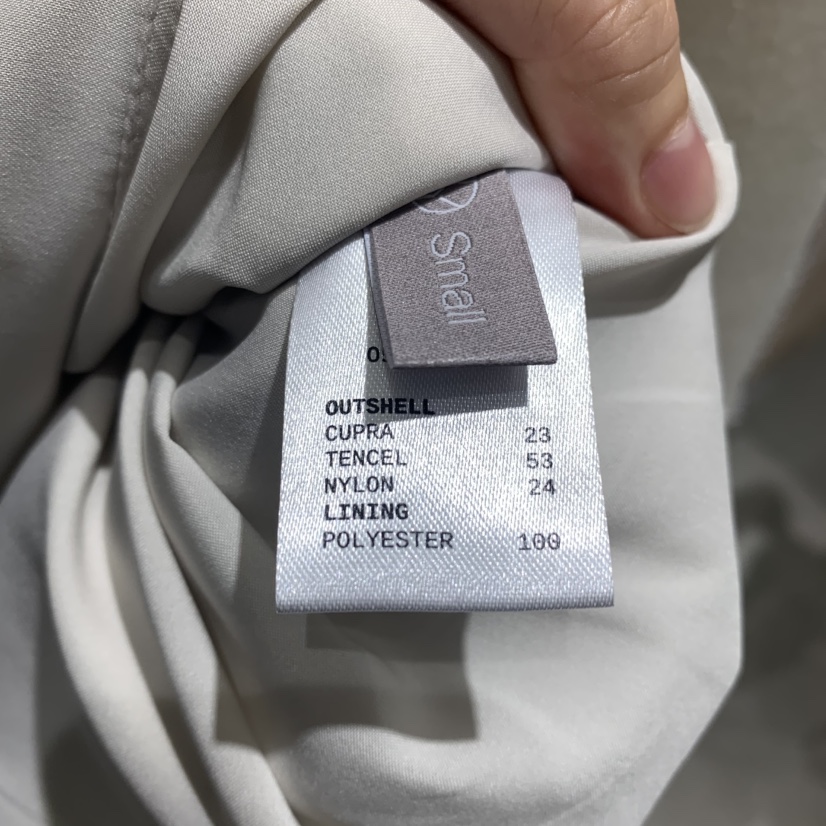 Small
OUTSHELL
CUPRA 23
TENCEL 53
NYLON 24
LINING
POLYESTER 100